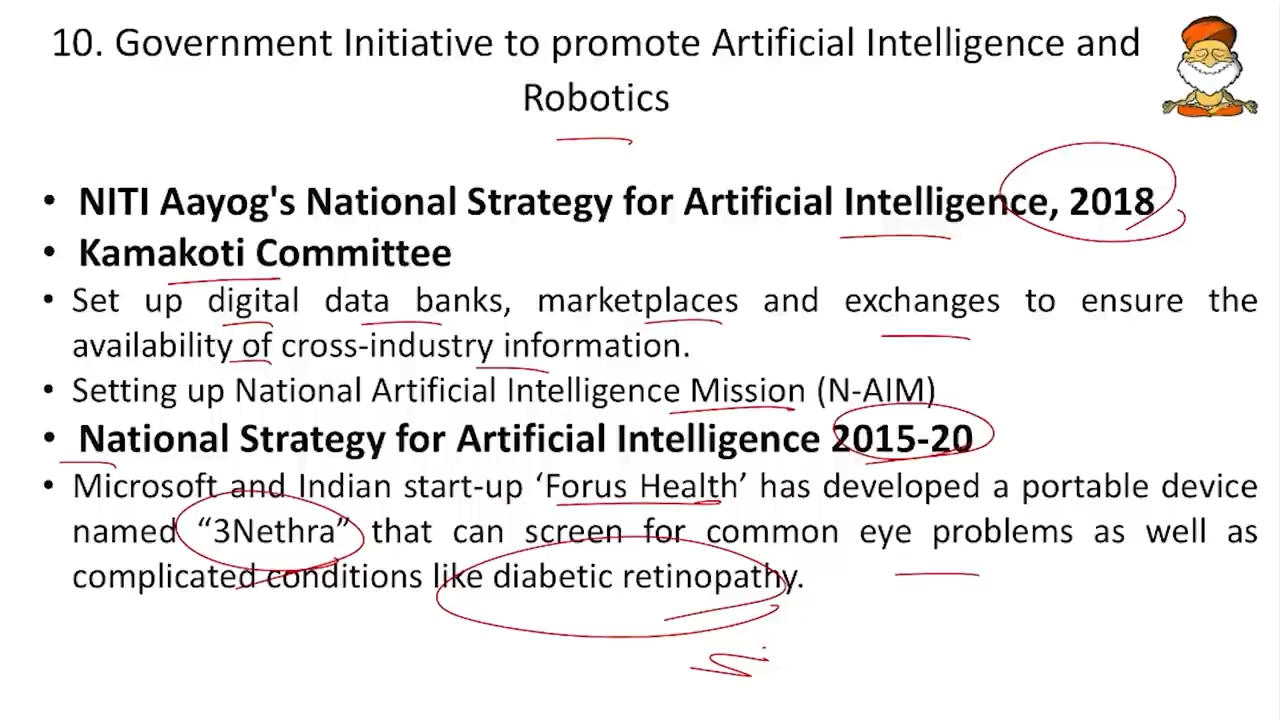 10. Government Initiative to promote Artificial Intelligence and
Robotics
• NITI Aayog's National Strategy for Artificial Intelligence, 2018
• Kamakoti Committee
• Set up digital data banks, marketplaces and exchanges to ensure the
availability of cross-industry information.
• Setting up National Artificial Intelligence Mission (N-AIM)
• National Strategy for Artificial Intelligence 2015-20
• Microsoft and Indian start-up ‘Forus Health’ has developed a portable device
named “3Nethra” that can screen for common eye problems as well as
complicated conditions like diabetic retinopathy.